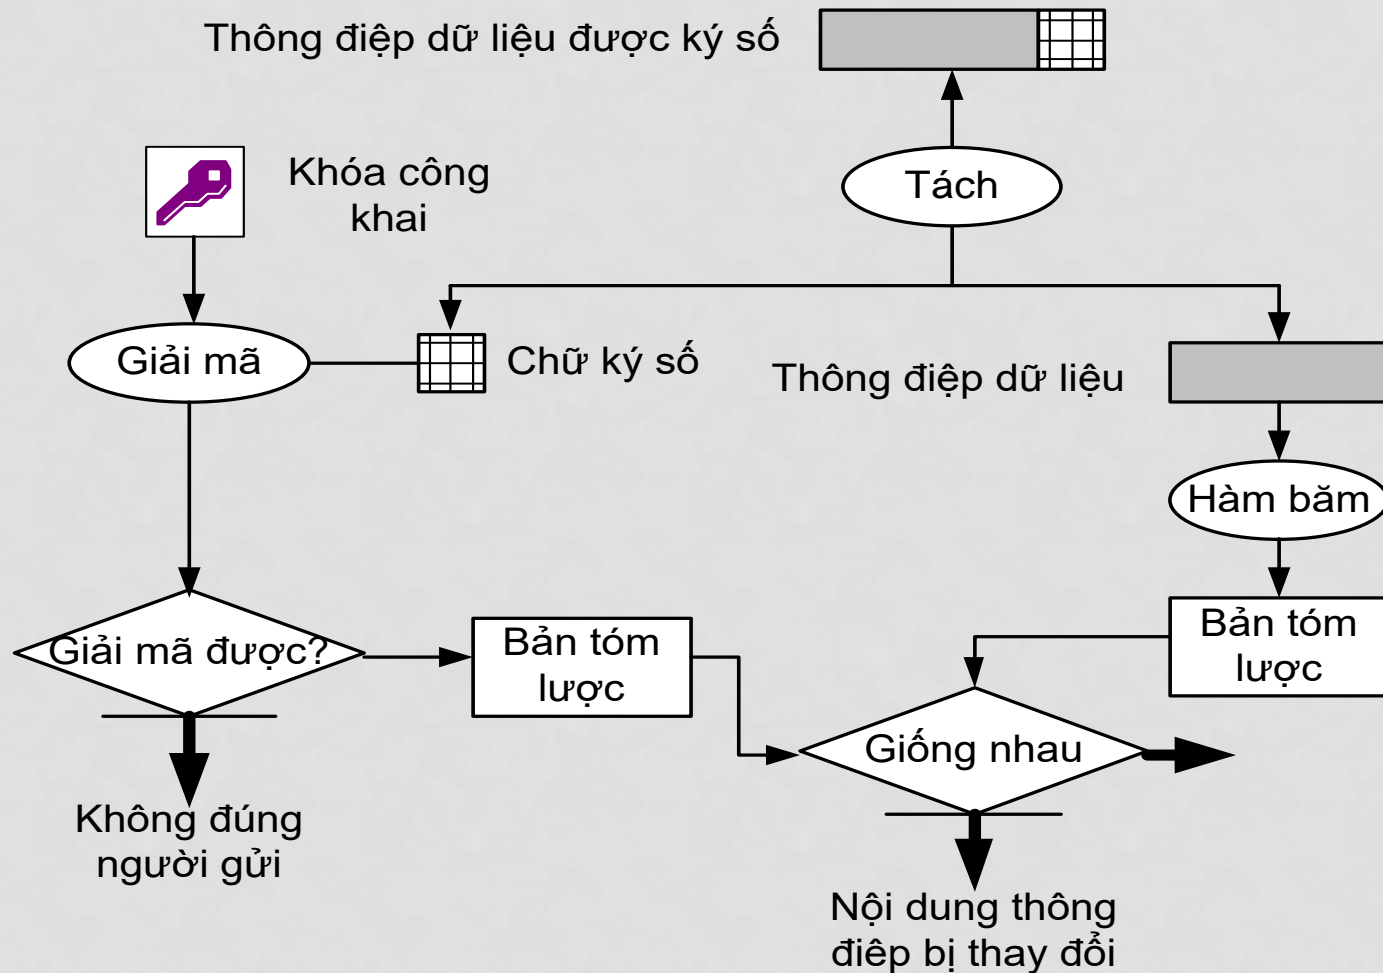 Thông điệp dữ liệu được ký số
Khóa công
khai
Tách
Giải mã
Chữ ký số
Thông điệp dữ liệu
Hàm băm
Giải mã được?
Bản tóm
lược
Bản tóm
lược
Giống nhau
Không đúng
người gửi
Nội dung thông
điêp bị thay đổi